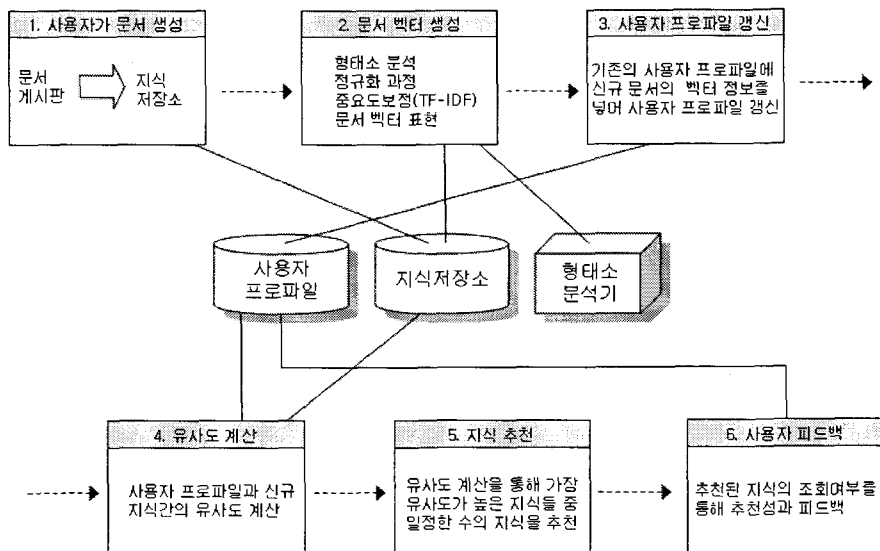 1. 사용자가 문서 생성
문서
게시판
지식
저장소
2. 문서 벡터 생성
형태소 분석
정규화 과정
중요도보정(TF-IDF)
문서 벡터 표현
3. 사용자 프로파일 갱신
기존의 사용자 프로파일에
신규 문서의 벡터 정보를
넣어 사용자 프로파일 갱신
사용자
프로파일
지식저장소
형태소
분석기
4. 유사도 계산
사용자 프로파일과 신규
지식간의 유사도 계산
5. 지식 추천
유사도 계산을 통해 가장
유사도가 높은 지식들 중
일정한 수의 지식을 추천
6. 사용자 피드백
추천된 지식의 조회여부를
통해 추천성과 피드백